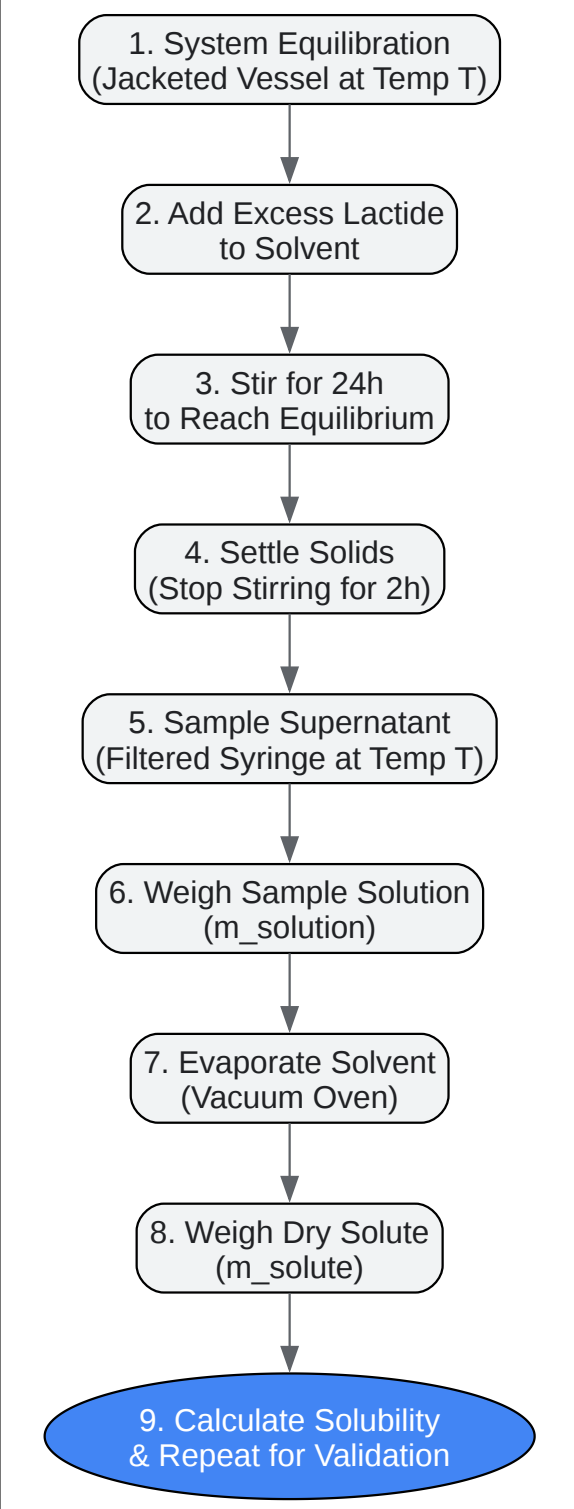 1. System Equilibration
(Jacketed Vessel at Temp T)
2. Add Excess Lactide
to Solvent
3. Stir for 24h
to Reach Equilibrium
4. Settle Solids
(Stop Stirring for 2h)
5. Sample Supernatant
(Filtered Syringe at Temp T)
6. Weigh Sample Solution
(m_solution)
7. Evaporate Solvent
(Vacuum Oven)
8. Weigh Dry Solute
(m_solute)
9. Calculate Solubility
& Repeat for Validation